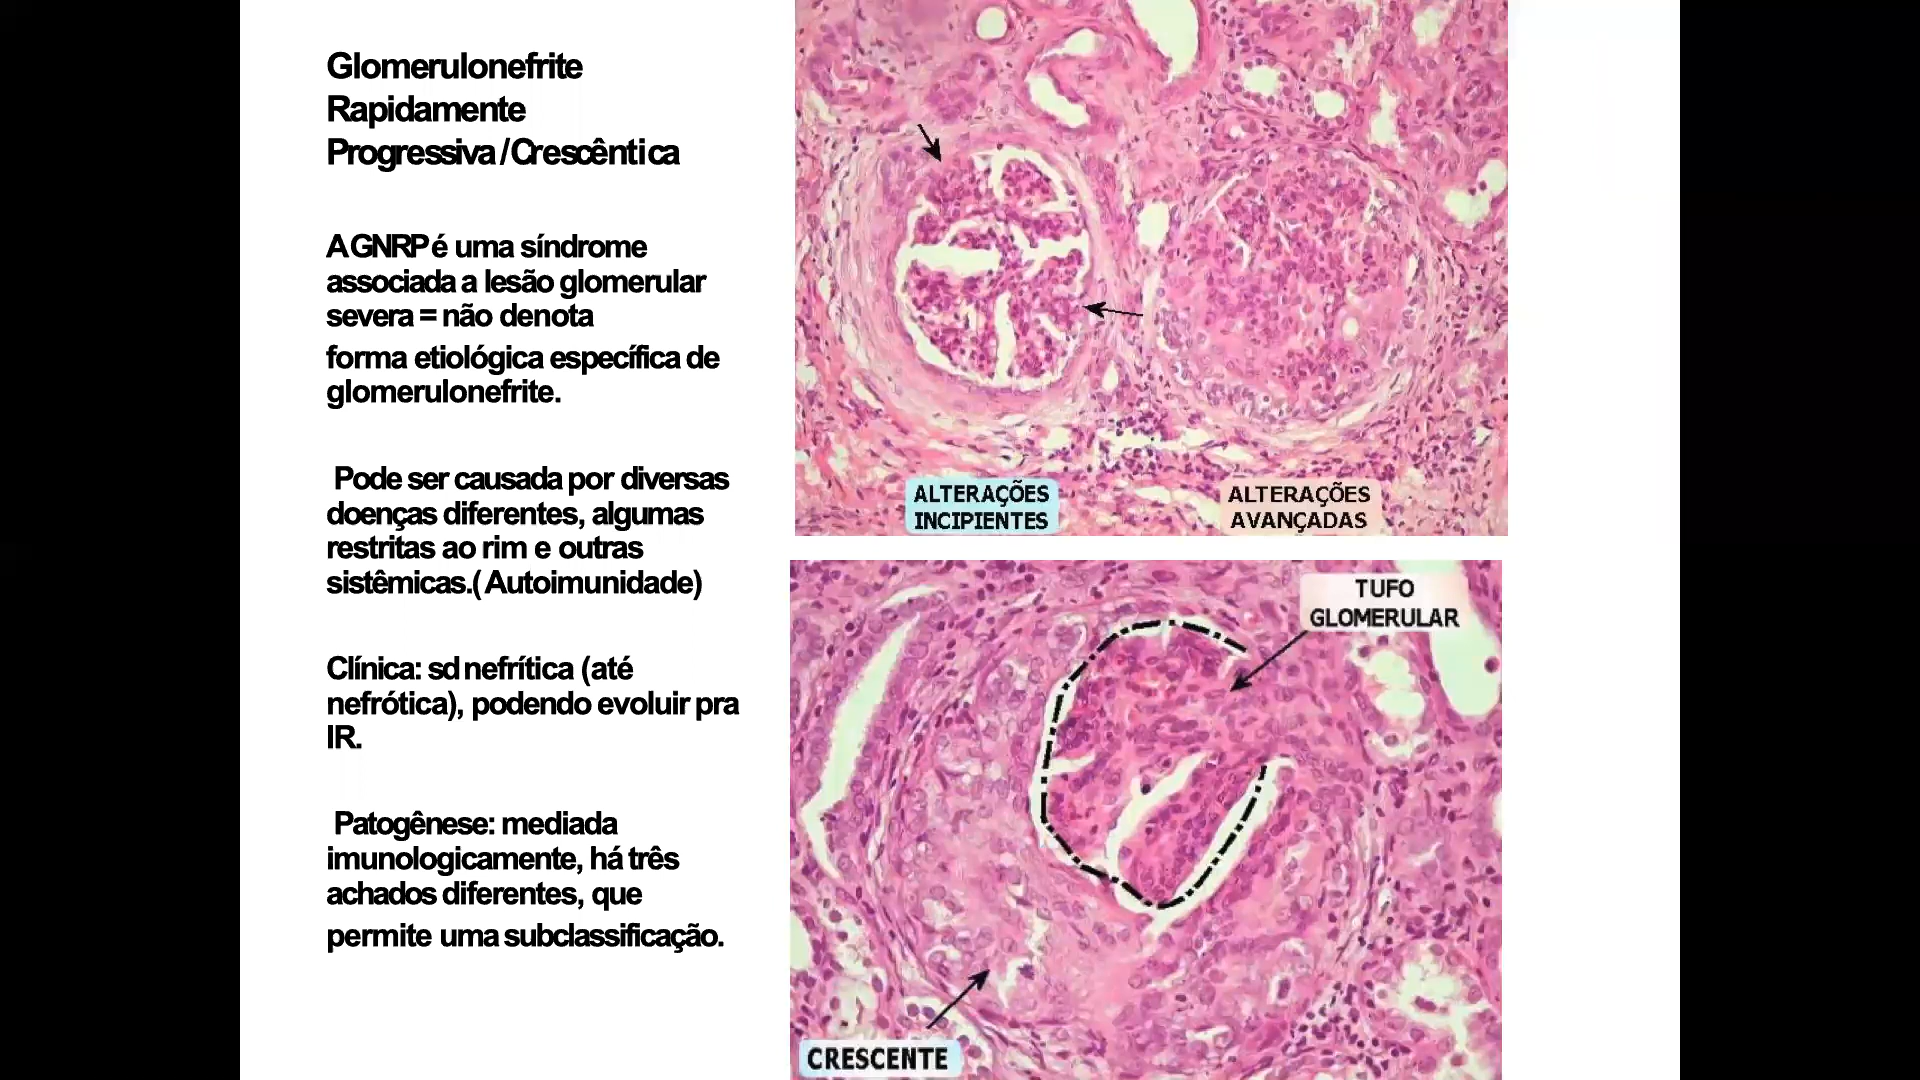 Glomerulonefrite
Rapidamente
Progressiva/Crescêntica
A GNRP é uma síndrome
associada a lesão glomerular
severa = não denota
forma etiológica específica de
glomerulonefrite.
Pode ser causada por diversas
doenças diferentes, algumas
restritas ao rim e outras
sistêmicas.( Autoimunidade)
Clínica: sd nefrítica (até
nefrótica), podendo evoluir pra
IR.
Patogênese: mediada
imunologicamente, há três
achados diferentes, que
permite uma subclassificação.
ALTERAÇÕES
INCIPIENTES
ALTERAÇÕES
AVANÇADAS
TUFO
GLOMERULAR
CRESCENTE